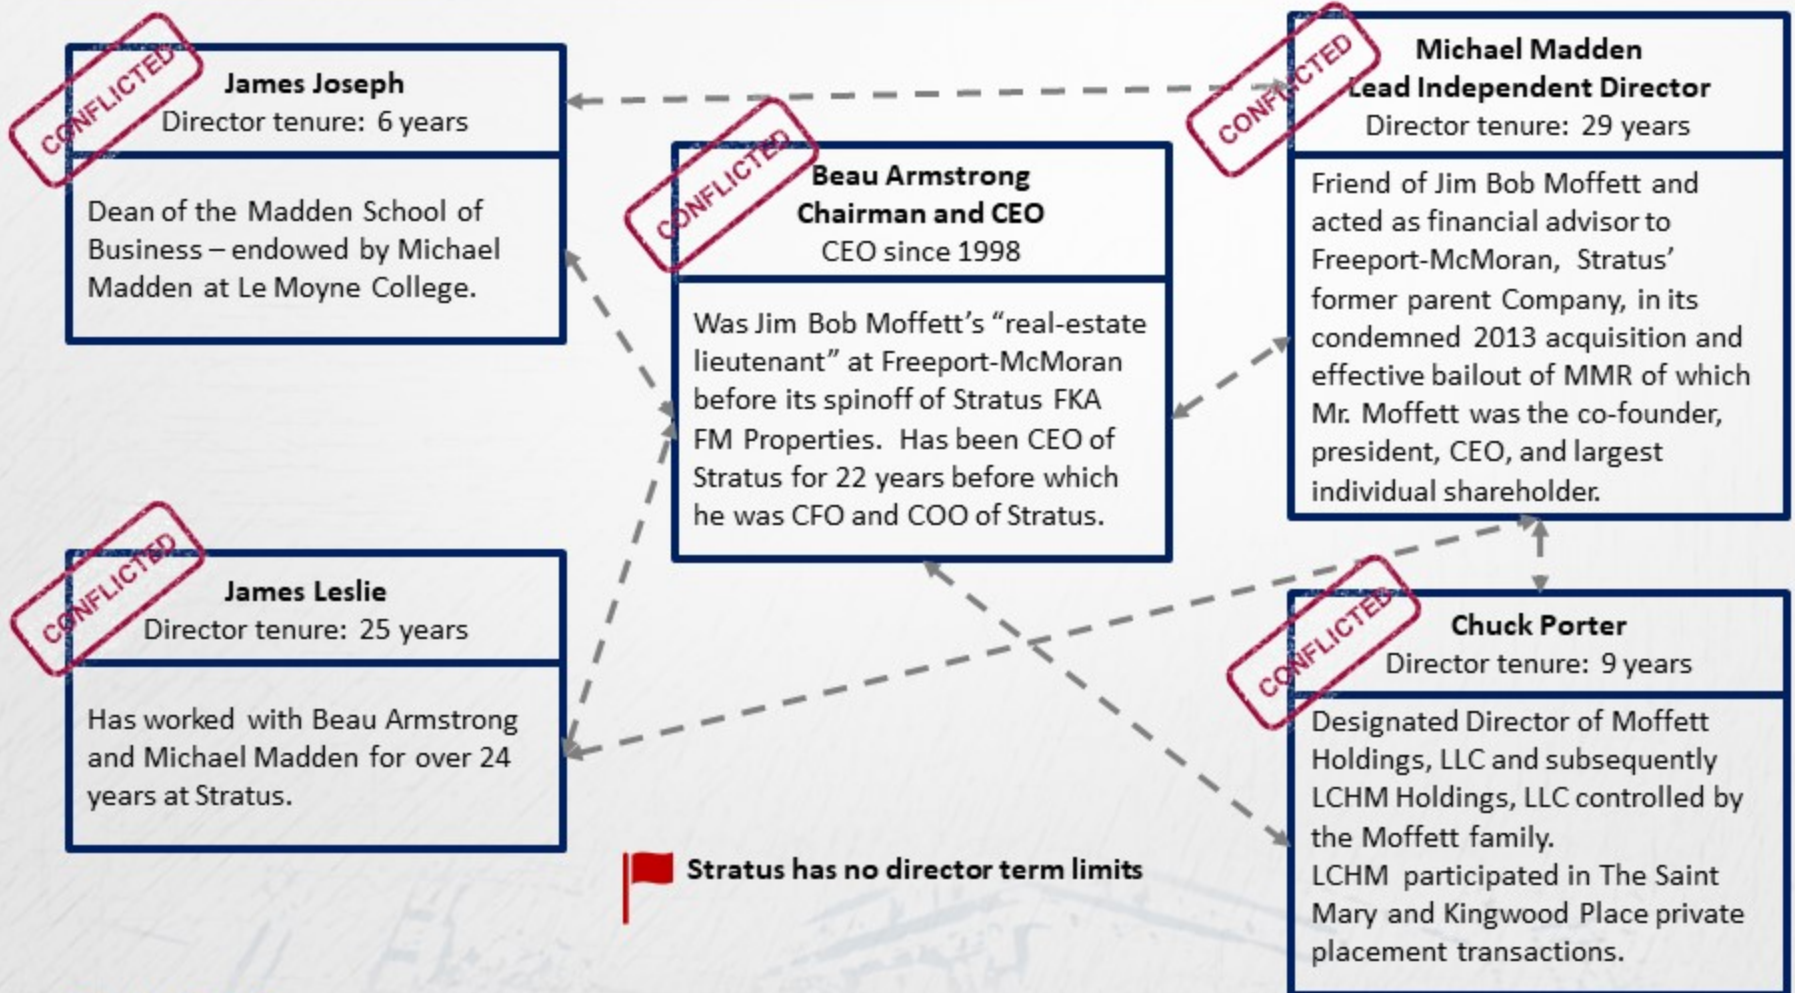 CONFLICTED
James Joseph
Director tenure: 6 years
Dean of the Madden School of
Business – endowed by Michael
Madden at Le Moyne College.
CONFLICTED
Beau Armstrong
Chairman and CEO
CEO since 1998
Was Jim Bob Moffett’s “real-estate
lieutenant” at Freeport-McMoran
before its spinoff of Stratus FKA
FM Properties. Has been CEO of
Stratus for 22 years before which
he was CFO and COO of Stratus.
CONFLICTED
Michael Madden
Lead Independent Director
Director tenure: 29 years
Friend of Jim Bob Moffett and
acted as financial advisor to
Freeport-McMoran, Stratus’
former parent Company, in its
condemned 2013 acquisition and
effective bailout of MMR of which
Mr. Moffett was the co-founder,
president, CEO, and largest
individual shareholder.
CONFLICTED
James Leslie
Director tenure: 25 years
Has worked with Beau Armstrong
and Michael Madden for over 24
years at Stratus.
CONFLICTED
Chuck Porter
Director tenure: 9 years
Designated Director of Moffett
Holdings, LLC and subsequently
LCHM Holdings, LLC controlled by
the Moffett family.
LCHM participated in The Saint
Mary and Kingwood Place private
placement transactions.
Stratus has no director term limits